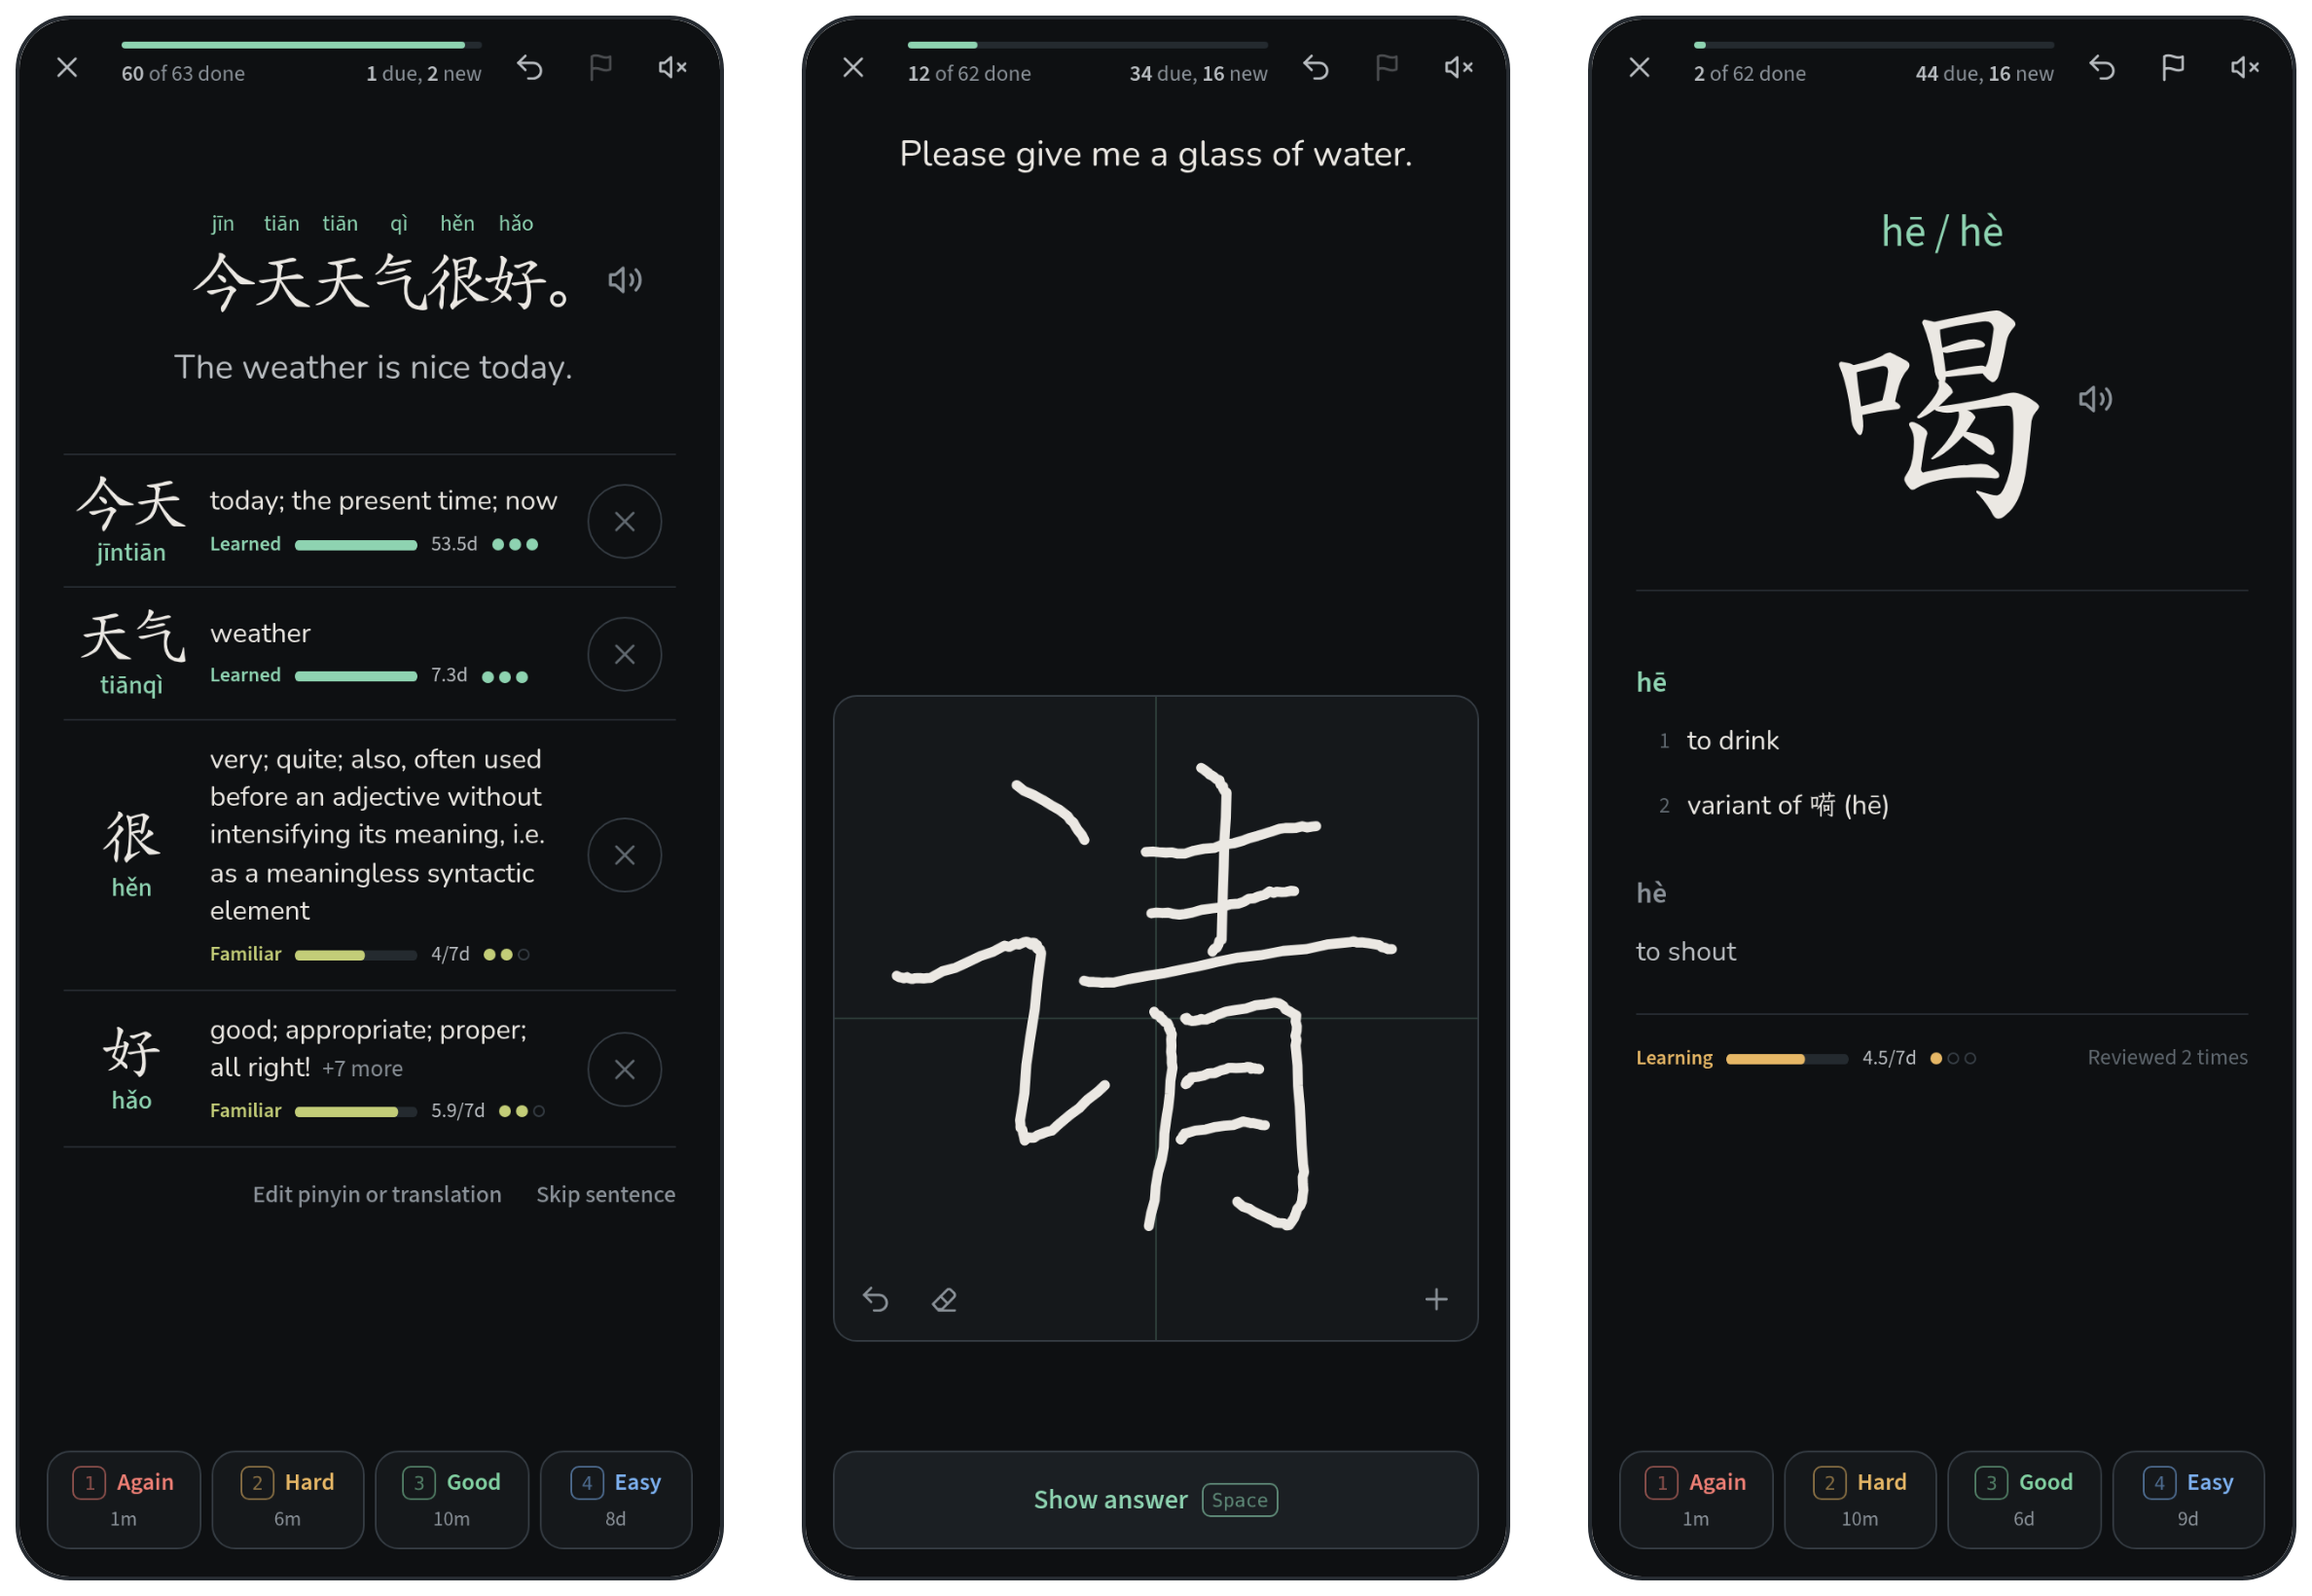 60 of 63 done
1 due, 2 new
jīn tiān tiān qì hěn hǎo
今天天气很好。
The weather is nice today.
今天
jīntiān
today; the present time; now
Learned 53.5d
天气
tiānqì
weather
Learned 7.3d
很
hěn
very; quite; also, often used
before an adjective without
intensifying its meaning, i.e.
as a meaningless syntactic
element
Familiar 4/7d
好
hǎo
good; appropriate; proper;
all right! +7 more
Familiar 5.9/7d
Edit pinyin or translation Skip sentence
1 Again
1m
2 Hard
6m
3 Good
10m
4 Easy
8d
12 of 62 done
34 due, 16 new
Please give me a glass of water.
请
Show answer Space
2 of 62 done
44 due, 16 new
hē / hè
喝
hē
1 to drink
2 variant of 嗬 (hē)
hè
to shout
Learning 4.5/7d
Reviewed 2 times
1 Again
1m
2 Hard
10m
3 Good
6d
4 Easy
9d